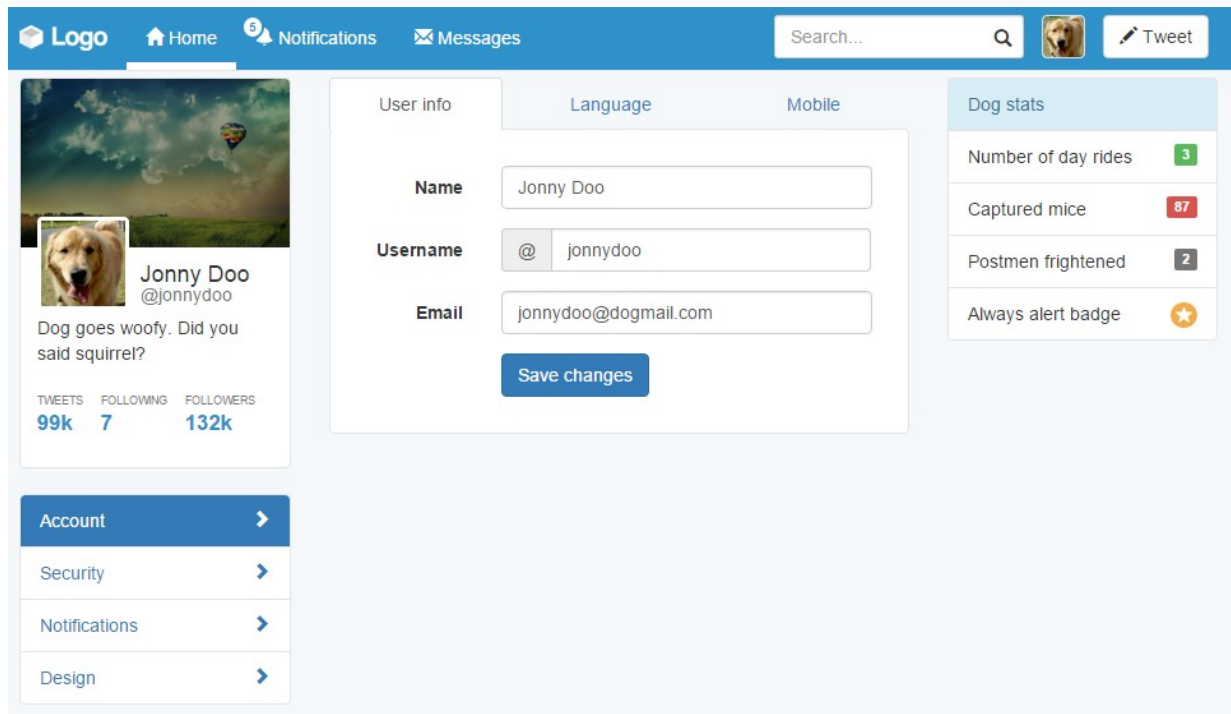 Logo Home 5 Notifications Messages Search... Tweet
Jonny Doo
@jonnydoo
Dog goes woofy. Did you
said squirrel?
TWEETS FOLLOWING FOLLOWERS
99k 7 132k
Account
Security
Notifications
Design
User info Language Mobile
Name Jonny Doo
Username @ jonnydoo
Email jonnydoo@dogmail.com
Save changes
Dog stats
Number of day rides 3
Captured mice 87
Postmen frightened 2
Always alert badge